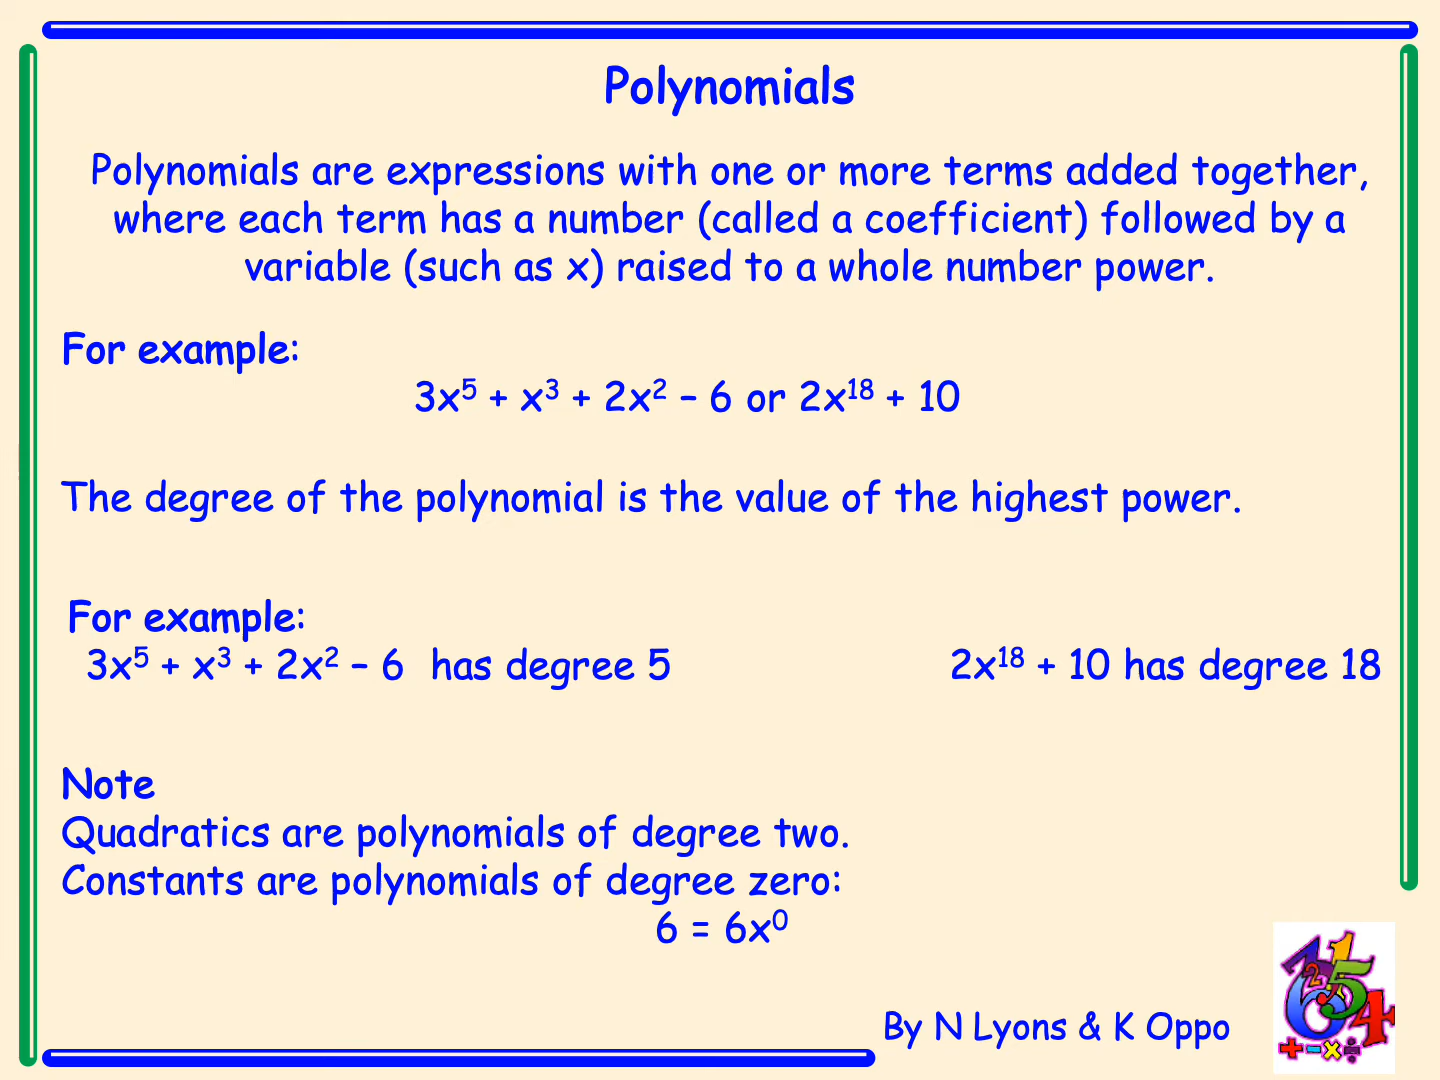 Polynomials
Polynomials are expressions with one or more terms added together,
where each term has a number (called a coefficient) followed by a
variable (such as x) raised to a whole number power.
For example:
3x⁵ + x³ + 2x² – 6 or 2x¹⁸ + 10
The degree of the polynomial is the value of the highest power.
For example:
3x⁵ + x³ + 2x² – 6 has degree 5 2x¹⁸ + 10 has degree 18
Note
Quadratics are polynomials of degree two.
Constants are polynomials of degree zero:
6 = 6x⁰
By N Lyons & K Oppo